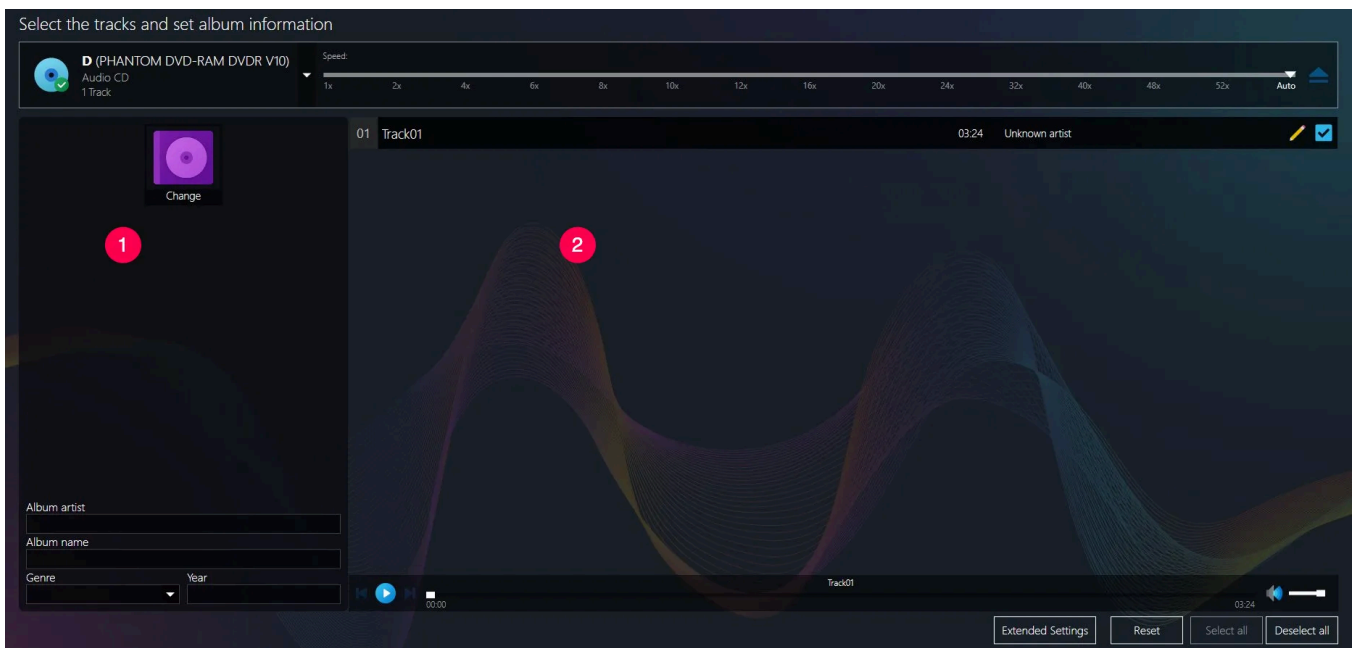 Select the tracks and set album information
D (PHANTOM DVD-RAM DVDR V10)
Audio CD
1 Track
Speed:
1x 2x 4x 6x 8x 10x 12x 16x 20x 24x 32x 40x 48x 52x Auto
Change
01 Track01 03:24 Unknown artist
1
2
Album artist
Album name
Genre Year
Track01
00:00 03:24
Extended Settings Reset Select all Deselect all